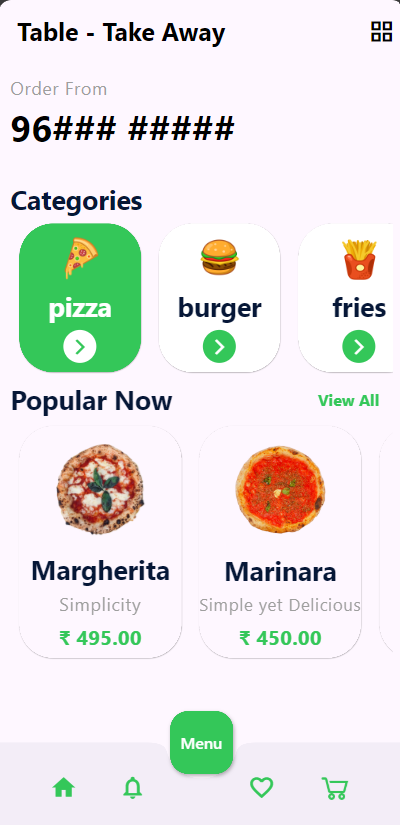 Table - Take Away
Order From
96### #####
Categories
pizza
burger
fries
Popular Now
View All
Margherita
Simplicity
₹ 495.00
Marinara
Simple yet Delicious
₹ 450.00
Menu